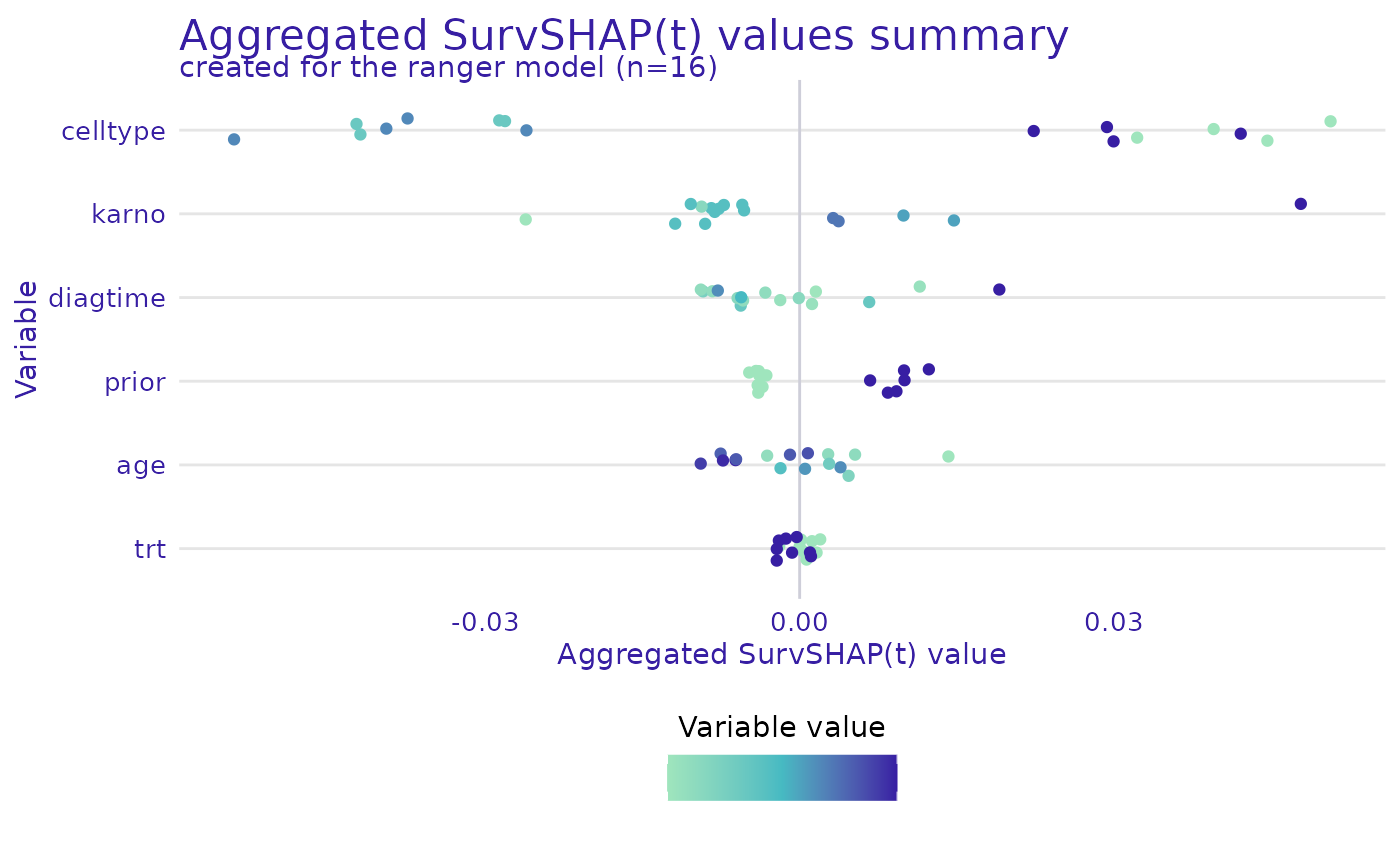 Aggregated SurvSHAP(t) values summary
created for the ranger model (n=16)
celltype
karno
diagtime
prior
age
trt
Variable
-0.03
0.00
0.03
Aggregated SurvSHAP(t) value
Variable value